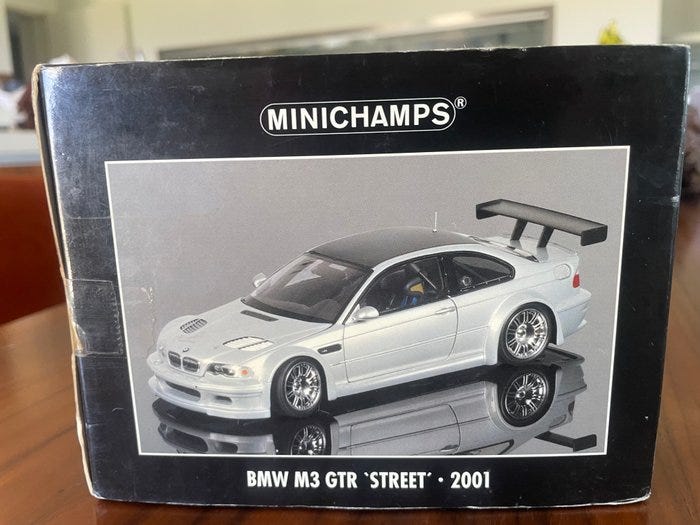 MINICHAMPS®
BMW M3 GTR `STREET´ · 2001